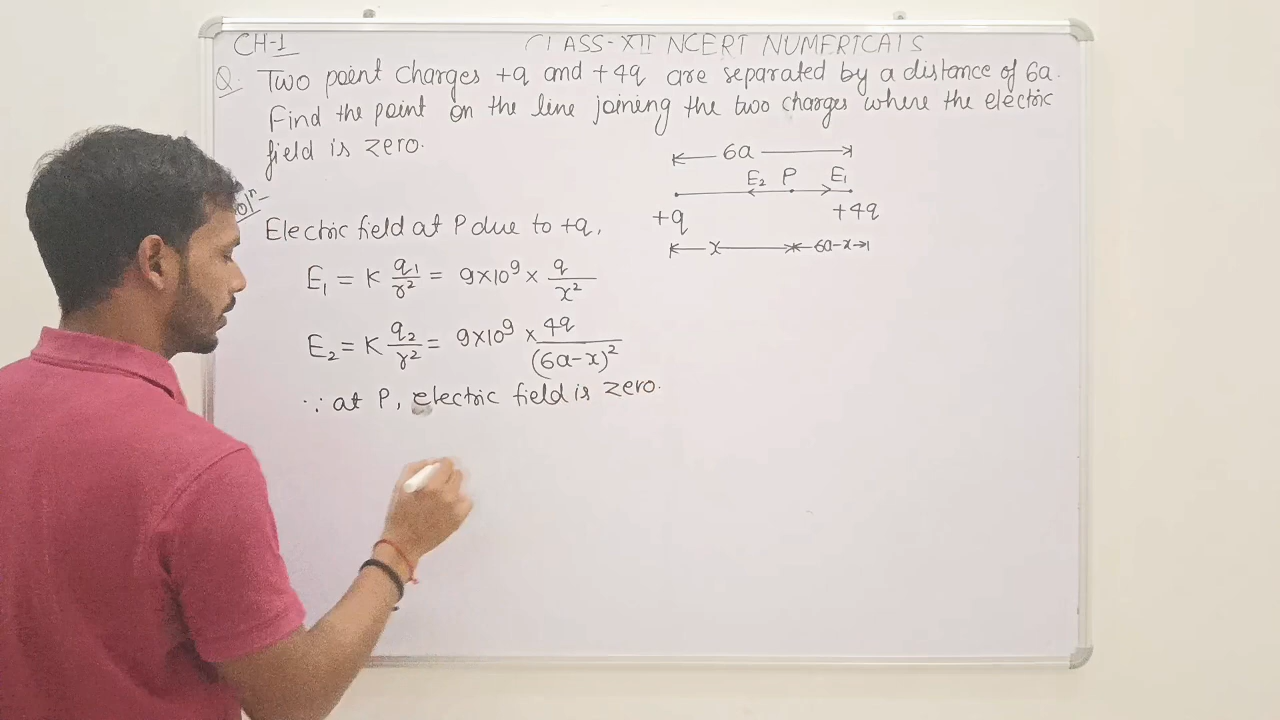 CH-1 CLASS-XII NCERT NUMERICALS
Q. Two point charges +q and +4q are separated by a distance of 6a.
Find the point on the line joining the two charges where the electric
field is zero.
6a
E₂ P E₁
+q +4q
x 6a-x
Solⁿ-
Electric field at P due to +q,
E₁ = K q₁/r² = 9×10⁹ × q/x²
E₂ = K q₂/r² = 9×10⁹ × 4q/(6a-x)²
∵ at P, electric field is zero.